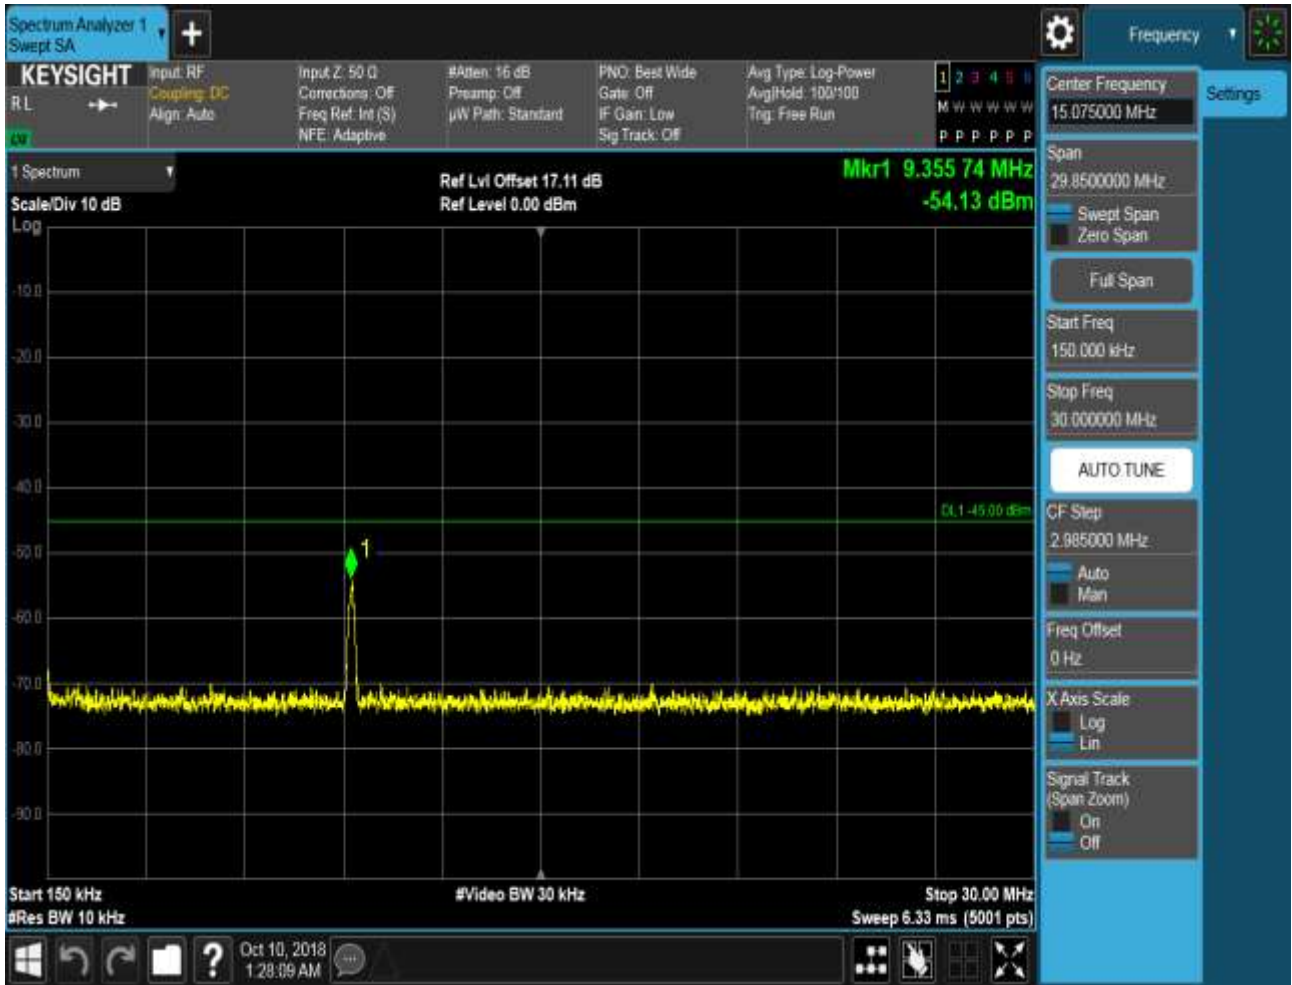 Spectrum Analyzer 1
Swept SA
Frequency
KEYSIGHT
RL
Input: RF
Coupling: DC
Align: Auto
Input Z: 50 Ω
Corrections: Off
Freq Ref: Int (S)
NFE: Adaptive
#Atten: 16 dB
Preamp: Off
µW Path: Standard
PNO: Best Wide
Gate: Off
IF Gain: Low
Sig Track: Off
Avg Type: Log-Power
Avg|Hold: 100/100
Trig: Free Run
1 2 3 4 5 6
M W W W W W
P P P P P P
1 Spectrum
Scale/Div 10 dB
Log
Ref Lvl Offset 17.11 dB
Ref Level 0.00 dBm
Mkr1 9.355 74 MHz
-54.13 dBm
-10.0
-20.0
-30.0
-40.0
-50.0
-60.0
-70.0
-80.0
-90.0
DL1 -45.00 dBm
1
Start 150 kHz
#Res BW 10 kHz
#Video BW 30 kHz
Stop 30.00 MHz
Sweep 6.33 ms (5001 pts)
Center Frequency
15.075000 MHz
Settings
Span
29.8500000 MHz
Swept Span
Zero Span
Full Span
Start Freq
150.000 kHz
Stop Freq
30.000000 MHz
AUTO TUNE
CF Step
2.985000 MHz
Auto
Man
Freq Offset
0 Hz
X Axis Scale
Log
Lin
Signal Track
(Span Zoom)
On
Off
?
Oct 10, 2018
1:28:09 AM